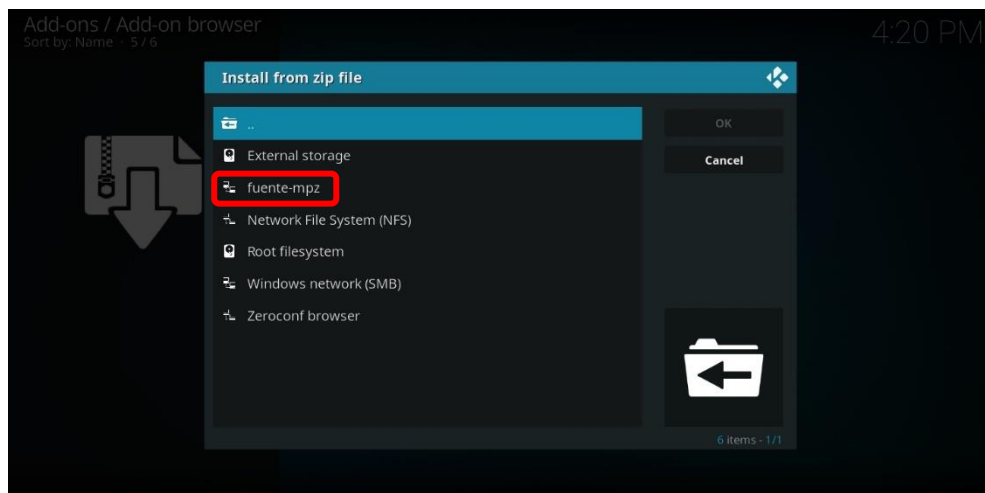 Add-ons / Add-on browser
Sort by: Name · 5 / 6
4:20 PM
Install from zip file
..
External storage
fuente-mpz
Network File System (NFS)
Root filesystem
Windows network (SMB)
Zeroconf browser
OK
Cancel
6 items - 1/1